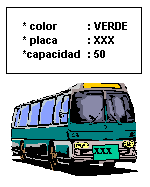 * color : VERDE
* placa : XXX
*capacidad : 50
XXX